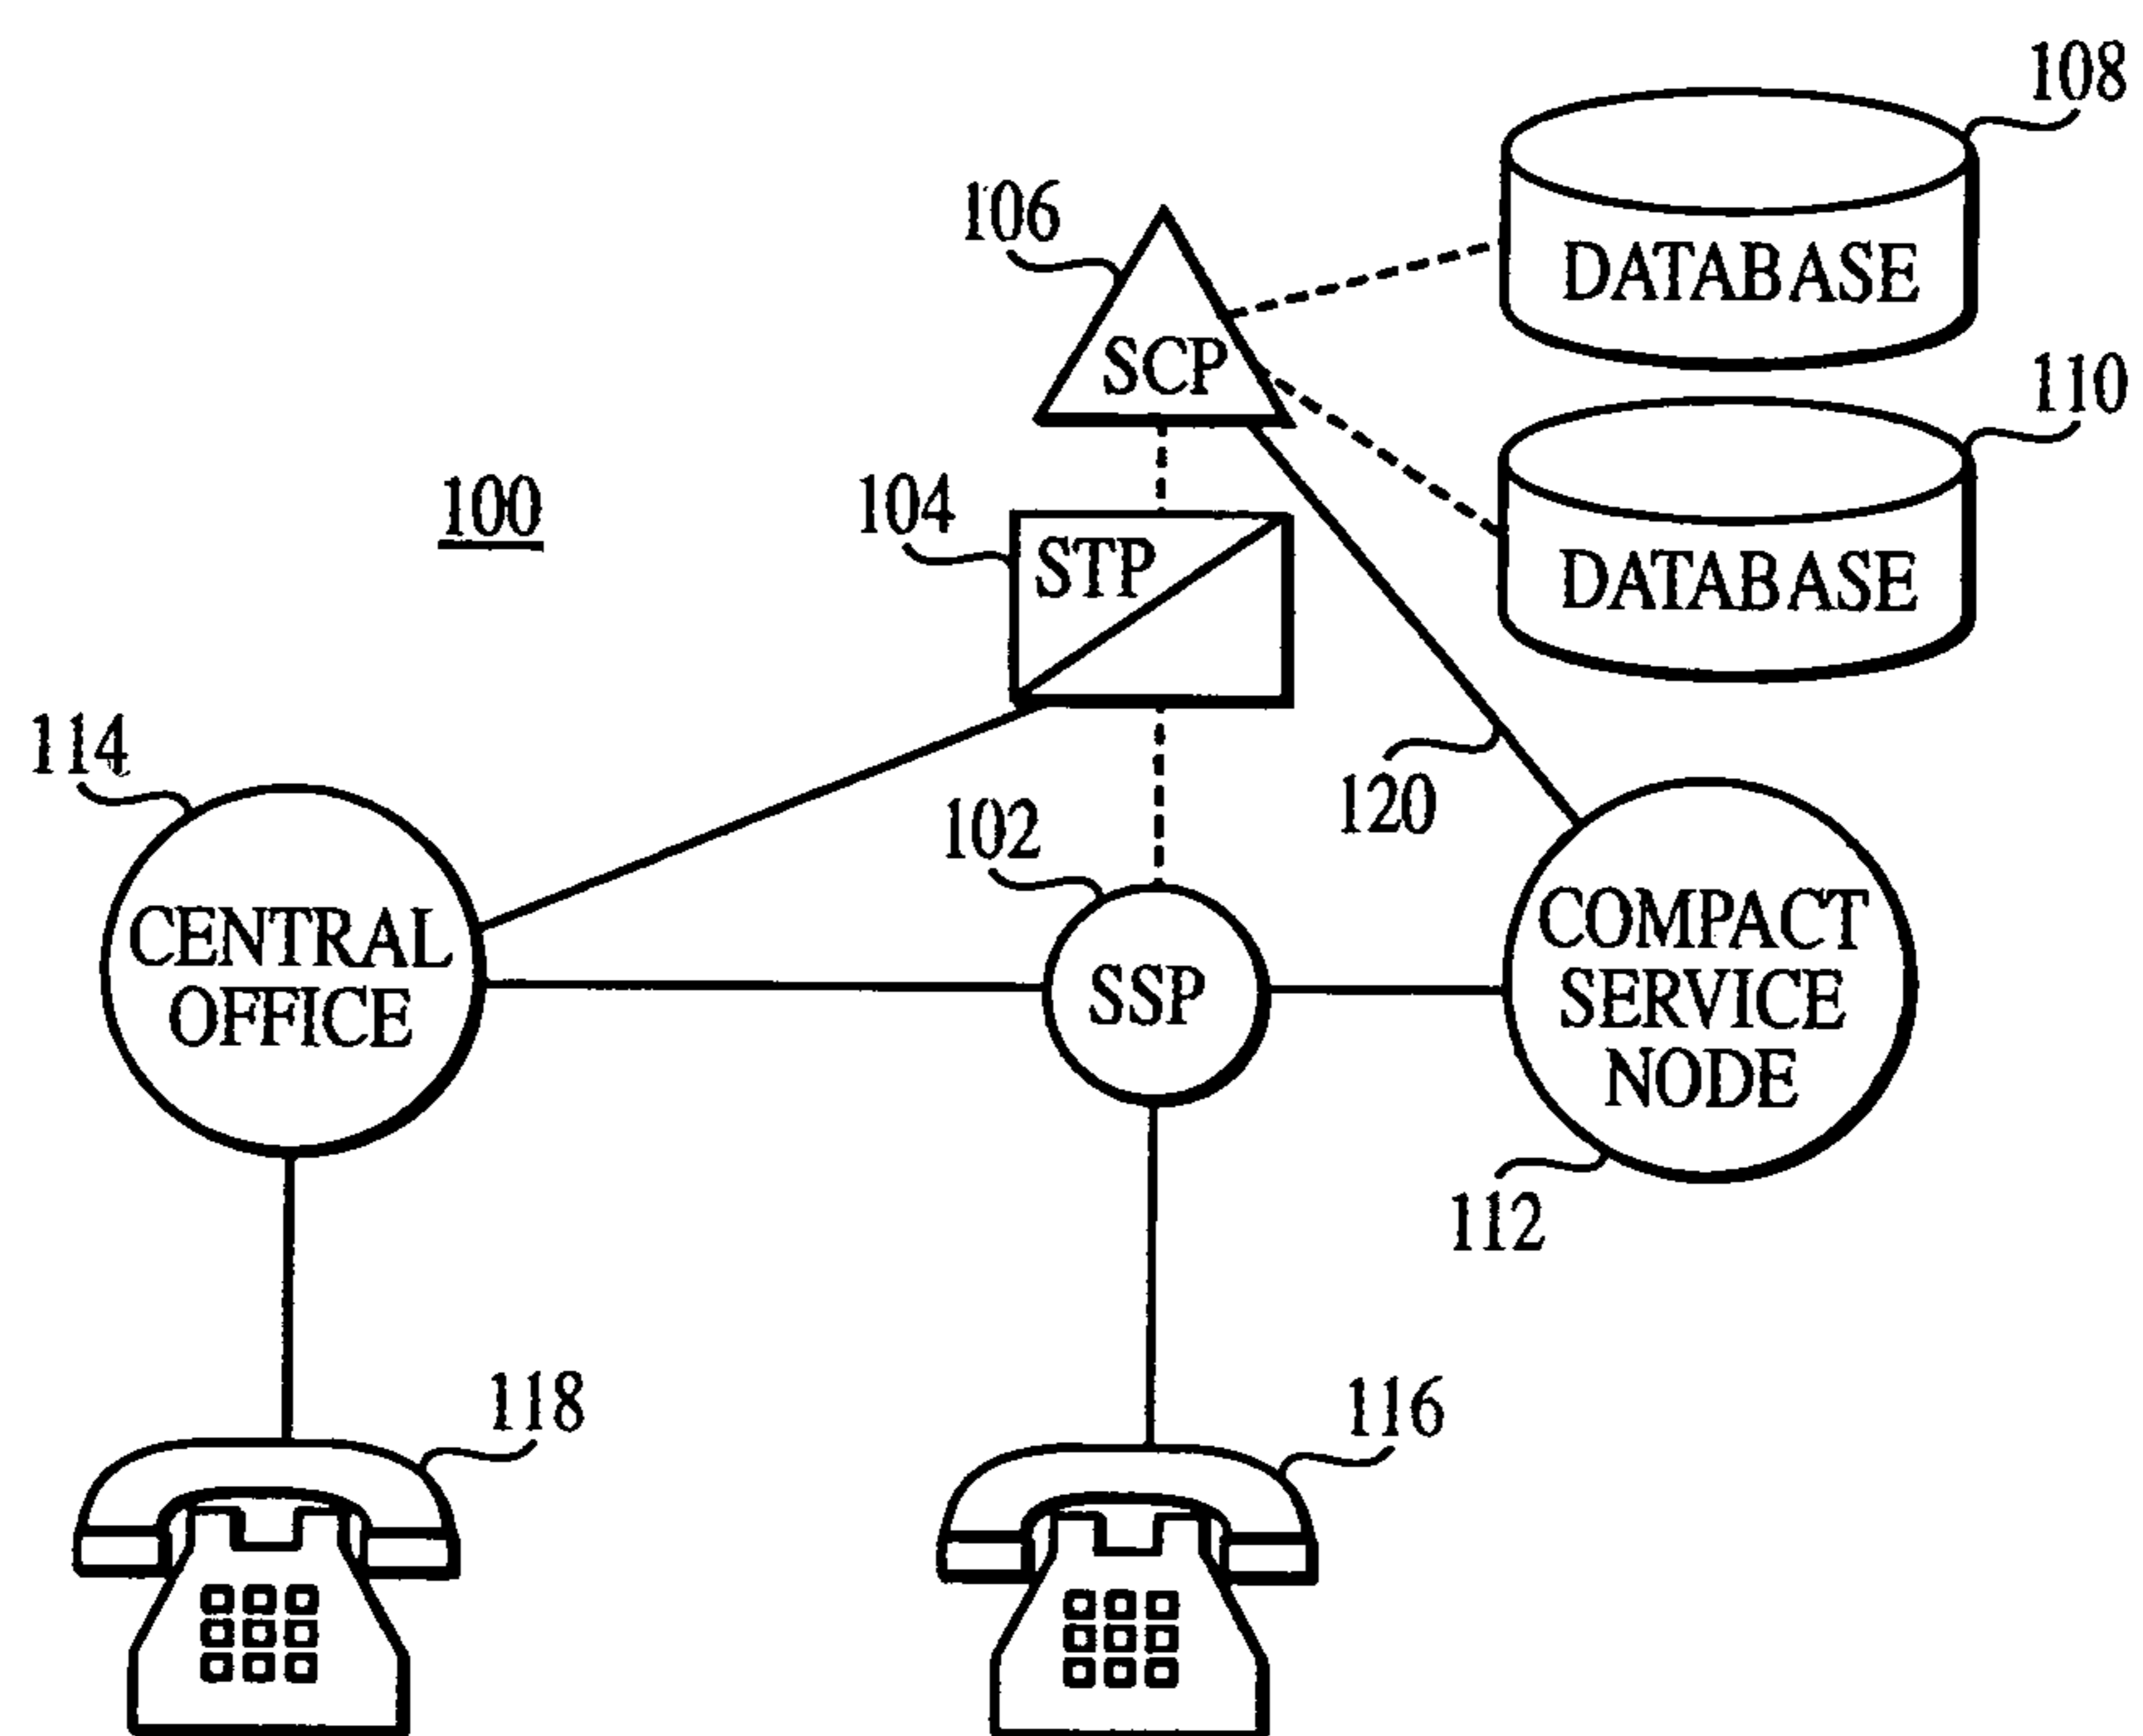 108
106
DATABASE
SCP
110
100
104
STP
DATABASE
114
120
102
CENTRAL
OFFICE
SSP
COMPACT
SERVICE
NODE
112
118
116